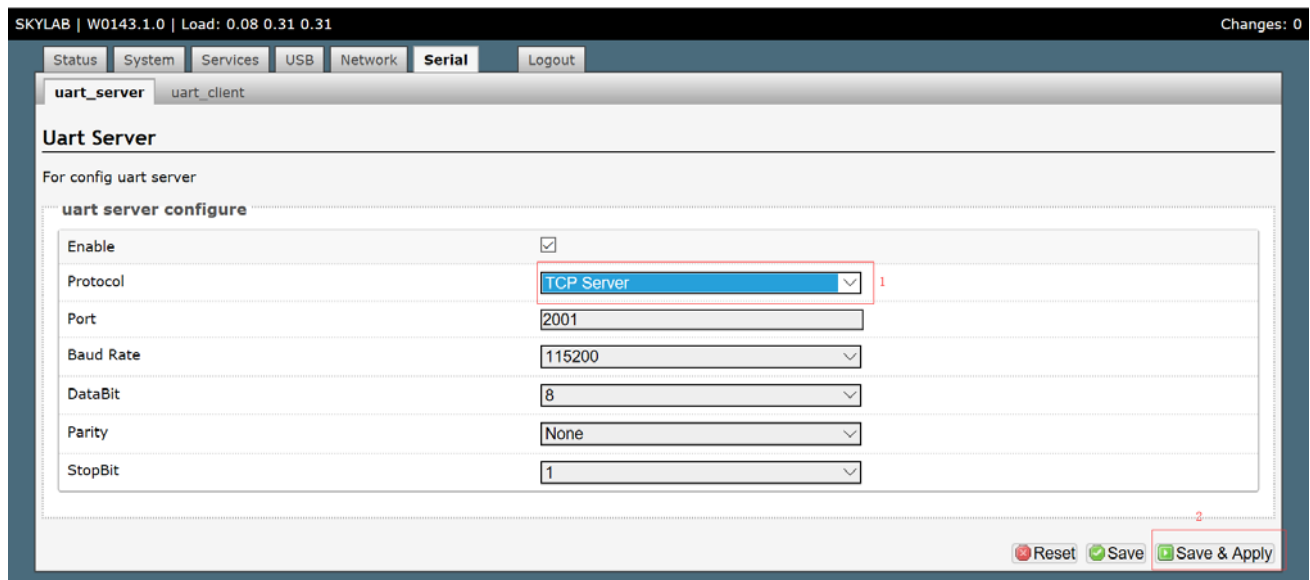 SKYLAB | W0143.1.0 | Load: 0.08 0.31 0.31 Changes: 0
Status System Services USB Network Serial Logout
uart_server uart_client
Uart Server
For config uart server
uart server configure
Enable
Protocol TCP Server 1
Port 2001
Baud Rate 115200
DataBit 8
Parity None
StopBit 1
2
Reset Save Save & Apply